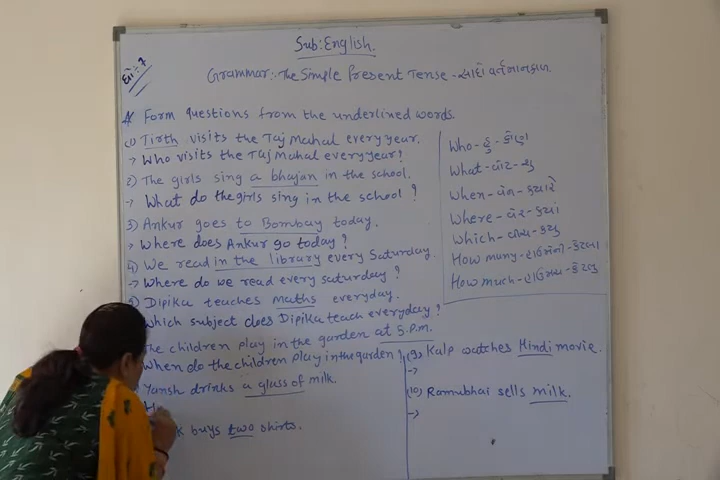 Sub: English.
ધો: 7
Grammar:- The Simple Present Tense - સાદો વર્તમાનકાળ
* Form questions from the underlined words.
(1) Tirth visits the Taj Mahal every year.
→ Who visits the Taj Mahal every year?
2) The girls sing a bhajan in the school.
→ What do the girls sing in the school?
3) Ankur goes to Bombay today.
→ Where does Ankur go today?
4) We read in the library every Saturday.
→ Where do we read every saturday?
5) Dipika teaches maths everyday.
Which subject does Dipika teach everyday?
The children play in the garden at 5 P.m.
When do the children play in the garden?
Yansh drinks a glass of milk.
H
k buys two shirts.
Who - હુ - કોણ
What - વોટ - શુ
When - વેન - ક્યારે
Where - વેર - ક્યાં
Which - વીચ - કયુ
How many - હાઉ મેની - કેટલા
How much - હાઉ મચ - કેટલુ
(9) Kalp watches Hindi movie.
→
(10) Ramubhai sells milk.
→